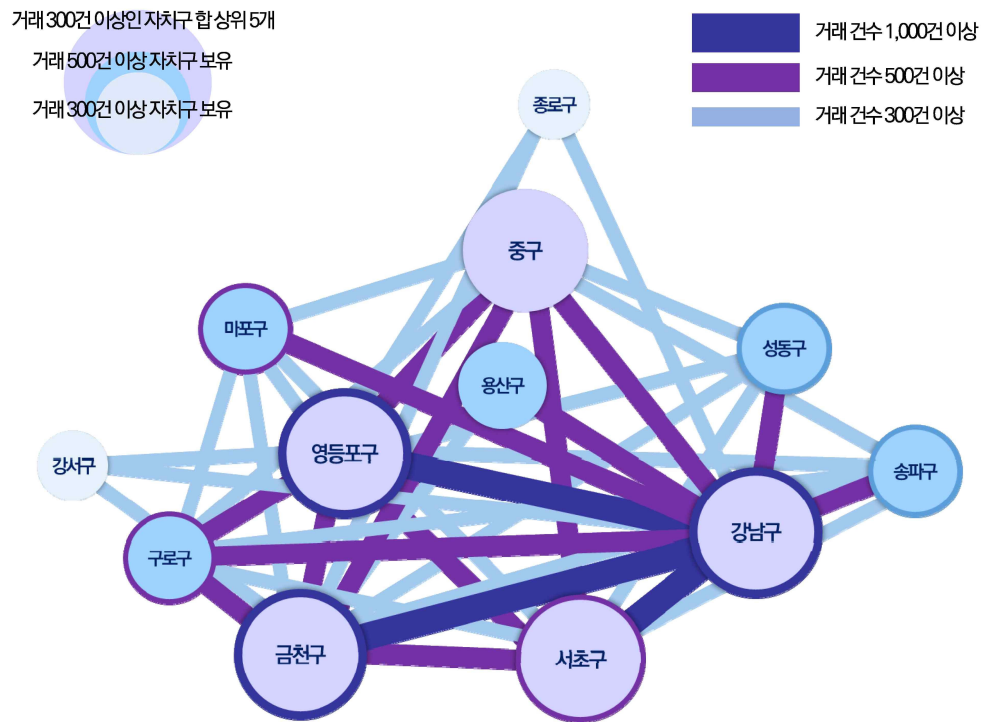 거래 300건 이상인 자치구 합 상위 5개
거래 500건 이상 자치구 보유
거래 300건 이상 자치구 보유
거래 건수 1,000건 이상
거래 건수 500건 이상
거래 건수 300건 이상
종로구
중구
마포구
성동구
용산구
영등포구
강서구
송파구
강남구
구로구
금천구
서초구